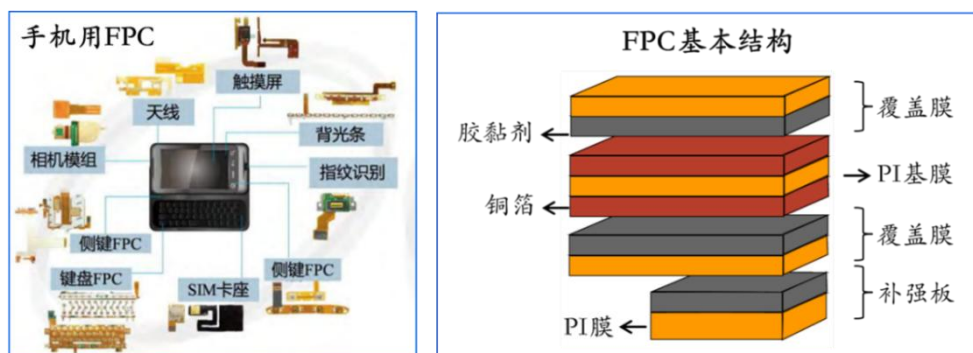 手机用FPC
触摸屏
天线
背光条
相机模组
指纹识别
侧键FPC
键盘FPC
SIM卡座
侧键FPC
FPC基本结构
覆盖膜
胶黏剂
PI基膜
铜箔
覆盖膜
补强板
PI膜